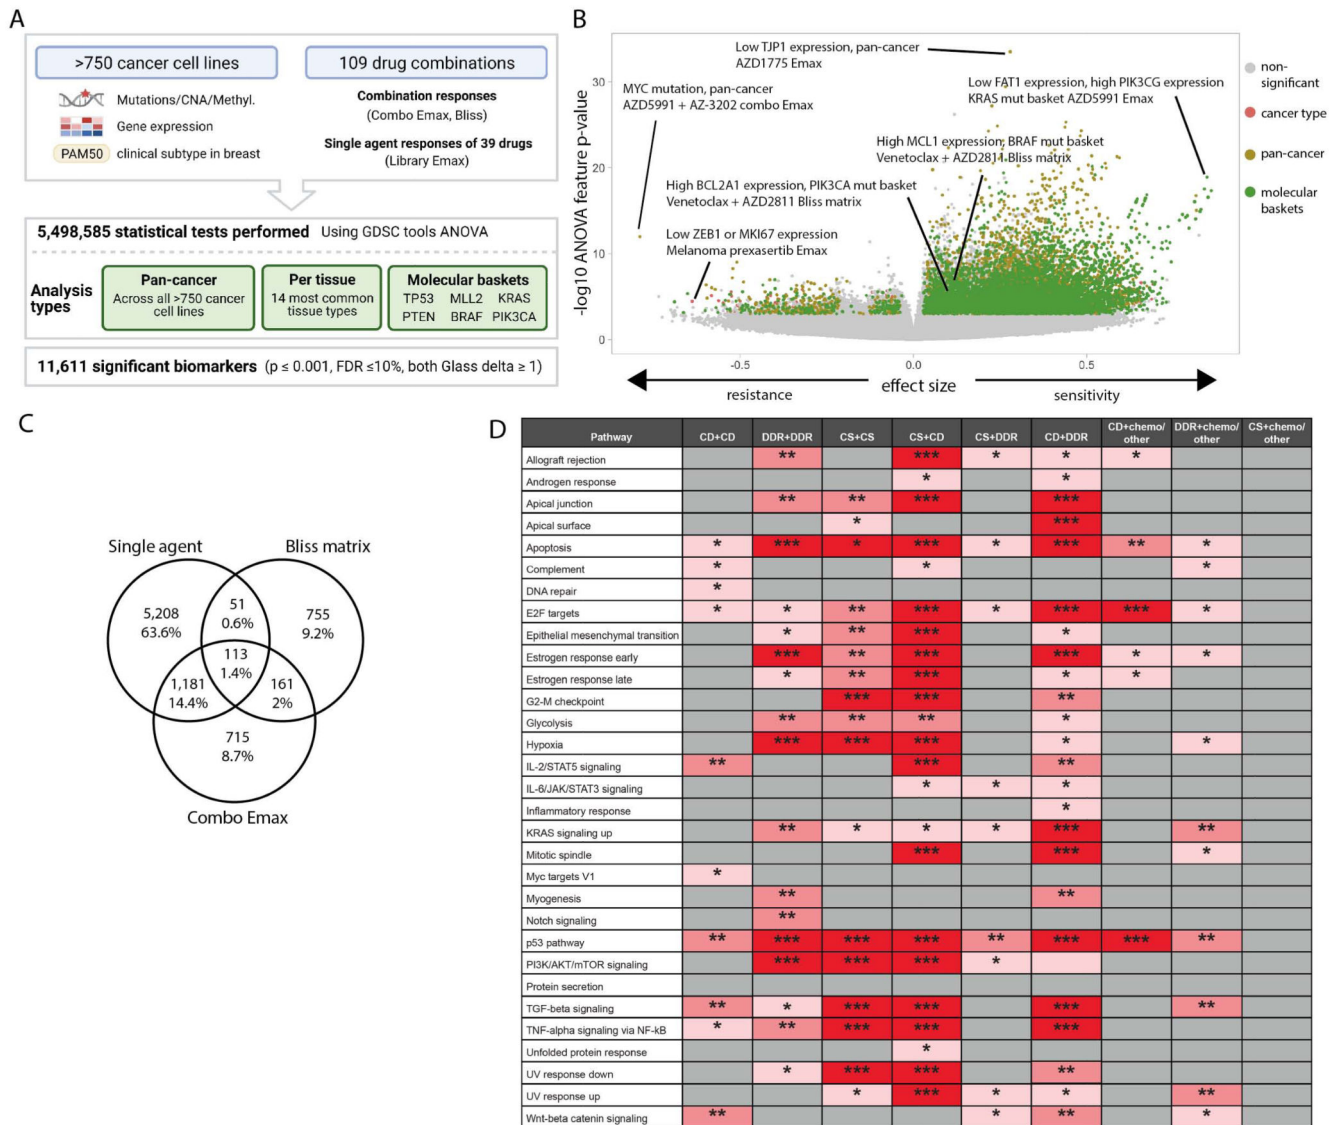 A
>750 cancer cell lines
109 drug combinations
Mutations/CNA/Methyl.
Gene expression
PAM50 clinical subtype in breast
Combination responses
(Combo Emax, Bliss)
Single agent responses of 39 drugs
(Library Emax)
5,498,585 statistical tests performed Using GDSC tools ANOVA
Analysis types
Pan-cancer
Across all >750 cancer
cell lines
Per tissue
14 most common
tissue types
Molecular baskets
TP53 MLL2 KRAS
PTEN BRAF PIK3CA
11,611 significant biomarkers (p ≤ 0.001, FDR ≤10%, both Glass delta ≥ 1)
B
-log10 ANOVA feature p-value
30
20
10
0
-0.5
0.0
0.5
resistance
effect size
sensitivity
Low TJP1 expression, pan-cancer
AZD1775 Emax
MYC mutation, pan-cancer
AZD5991 + AZ-3202 combo Emax
Low FAT1 expression, high PIK3CG expression
KRAS mut basket AZD5991 Emax
High MCL1 expression, BRAF mut basket
Venetoclax + AZD2811 Bliss matrix
High BCL2A1 expression, PIK3CA mut basket
Venetoclax + AZD2811 Bliss matrix
Low ZEB1 or MKI67 expression
Melanoma prexasertib Emax
non-
significant
cancer type
pan-cancer
molecular
baskets
C
Single agent
Bliss matrix
5,208
63.6%
51
0.6%
755
9.2%
113
1.4%
1,181
14.4%
161
2%
715
8.7%
Combo Emax
D
Pathway CD+CD DDR+DDR CS+CS CS+CD CS+DDR CD+DDR CD+chemo/other DDR+chemo/other CS+chemo/other
Allograft rejection ** *** * * *
Androgen response * *
Apical junction ** ** *** ***
Apical surface * ***
Apoptosis * *** * *** * *** ** *
Complement * * *
DNA repair *
E2F targets * * ** *** * *** *** *
Epithelial mesenchymal transition * ** *** *
Estrogen response early *** ** *** *** * *
Estrogen response late * ** *** * *
G2-M checkpoint *** *** **
Glycolysis ** ** ** *
Hypoxia *** *** *** * *
IL-2/STAT5 signaling ** *** **
IL-6/JAK/STAT3 signaling * * *
Inflammatory response *
KRAS signaling up ** * * * *** **
Mitotic spindle *** *** *
Myc targets V1 *
Myogenesis ** **
Notch signaling **
p53 pathway ** *** *** *** ** *** *** **
PI3K/AKT/mTOR signaling *** *** *** *
Protein secretion
TGF-beta signaling ** * *** *** *** **
TNF-alpha signaling via NF-kB * ** *** *** ***
Unfolded protein response *
UV response down * *** *** **
UV response up * *** * * **
Wnt-beta catenin signaling ** * ** *